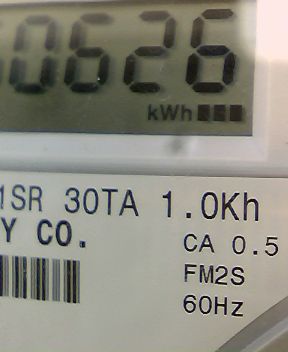 0626
kWh
1SR 30TA 1.0Kh
Y CO.
CA 0.5
FM2S
60Hz